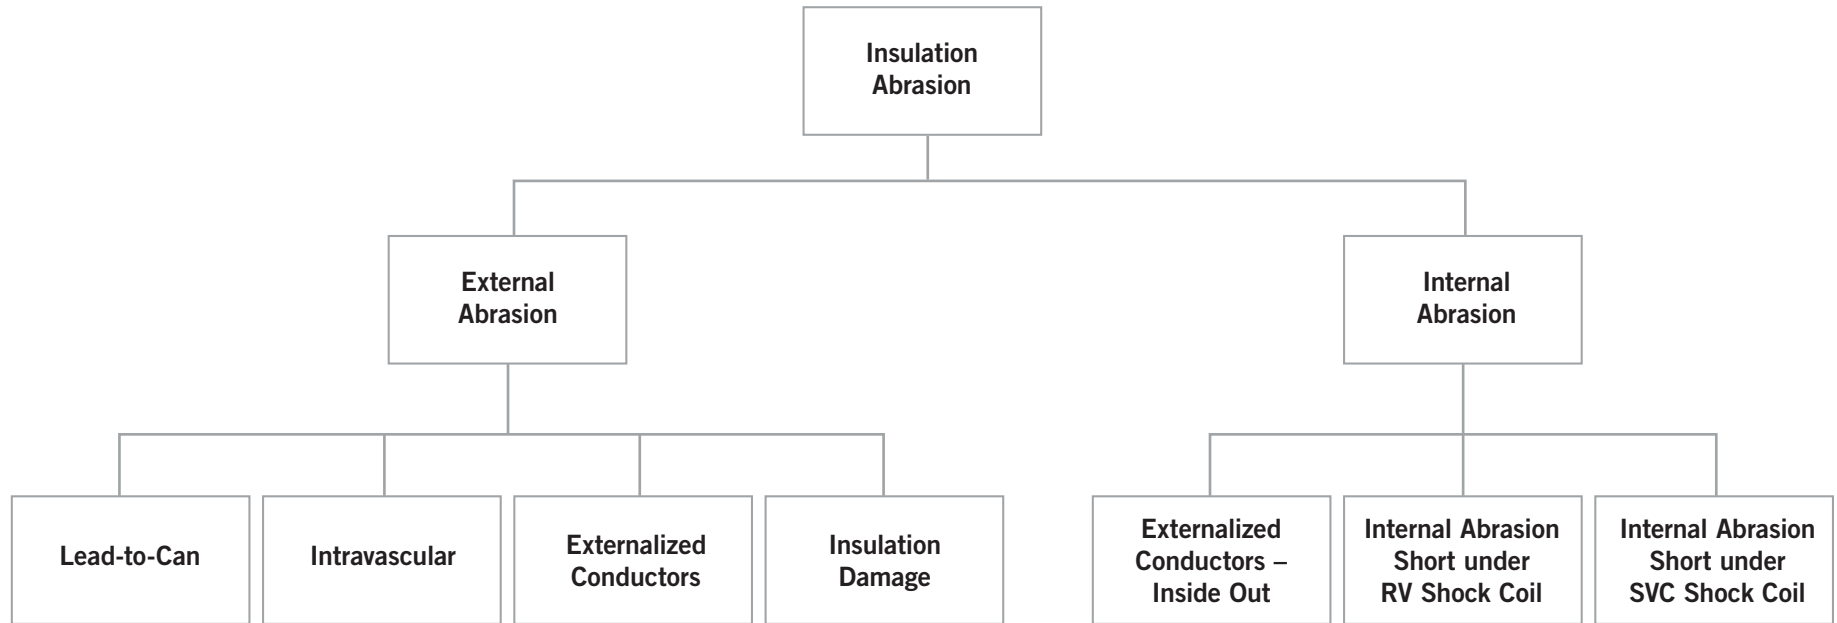 Insulation
Abrasion
External
Abrasion
Internal
Abrasion
Lead-to-Can
Intravascular
Externalized
Conductors
Insulation
Damage
Externalized
Conductors –
Inside Out
Internal Abrasion
Short under
RV Shock Coil
Internal Abrasion
Short under
SVC Shock Coil